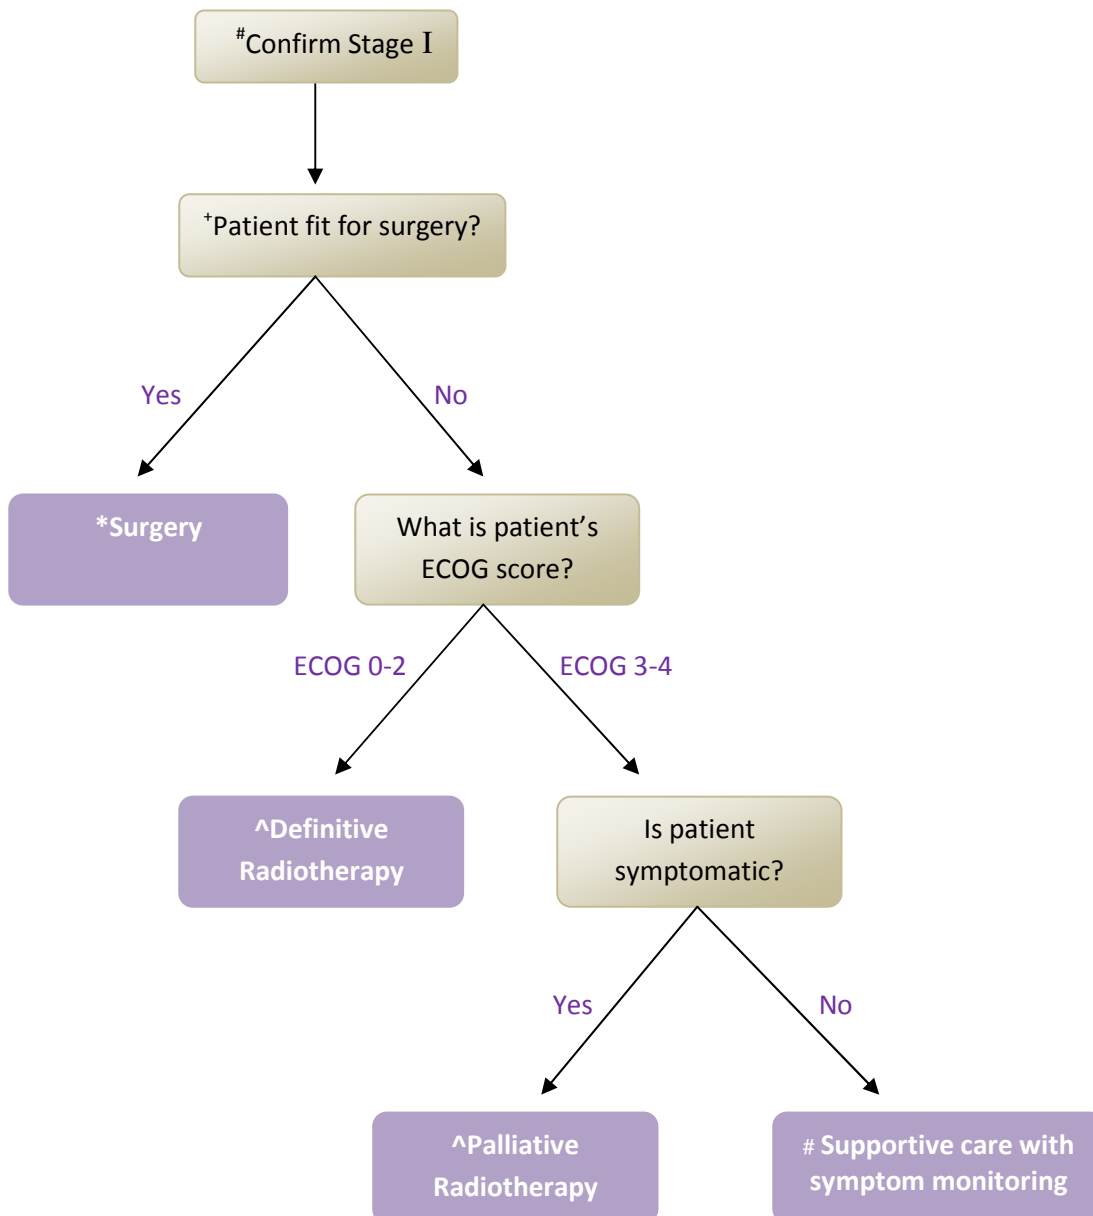 #Confirm Stage I
+Patient fit for surgery?
Yes
No
*Surgery
What is patient’s
ECOG score?
ECOG 0-2
ECOG 3-4
^Definitive
Radiotherapy
Is patient
symptomatic?
Yes
No
^Palliative
Radiotherapy
# Supportive care with
symptom monitoring